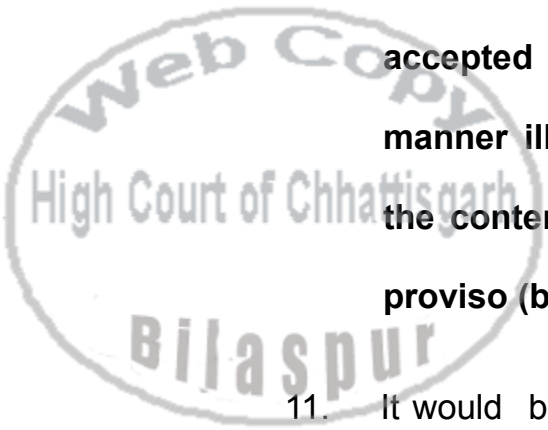 Web Copy
accepted
manner ill
High Court of Chhattisgarh
the conte
proviso (b
Bilaspur
11. It would b